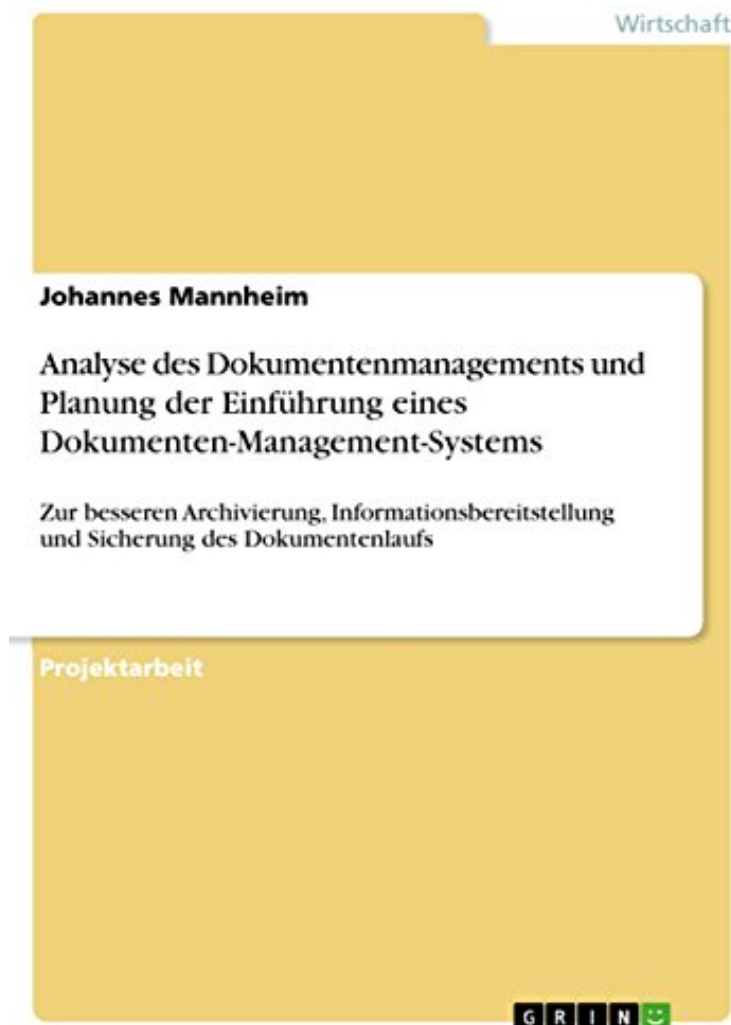 Wirtschaft
Johannes Mannheim
Analyse des Dokumentenmanagements und
Planung der Einführung eines
Dokumenten-Management-Systems
Zur besseren Archivierung, Informationsbereitstellung
und Sicherung des Dokumentenlaufs
Projektarbeit
GRIN